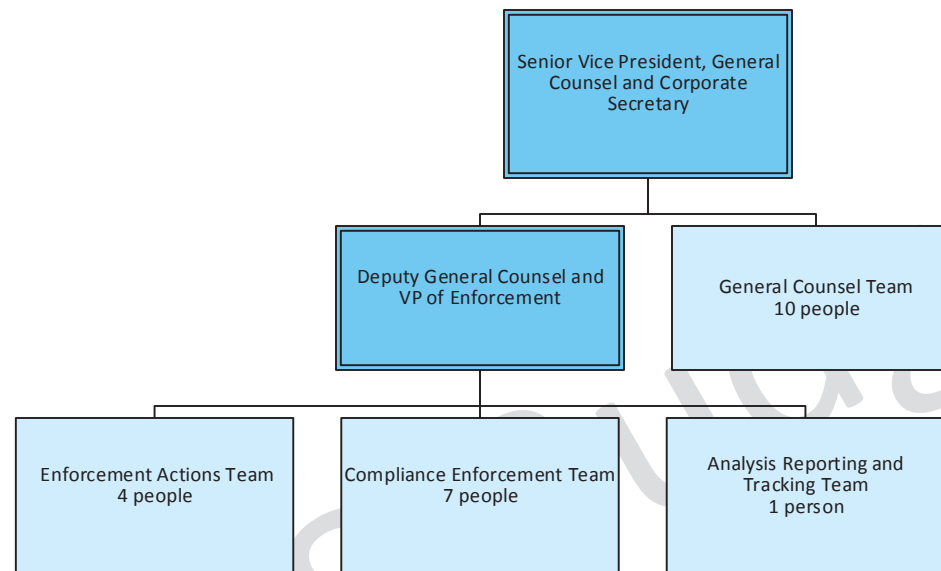 Senior Vice President, General
Counsel and Corporate
Secretary
Deputy General Counsel and
VP of Enforcement
General Counsel Team
10 people
Enforcement Actions Team
4 people
Compliance Enforcement Team
7 people
Analysis Reporting and
Tracking Team
1 person